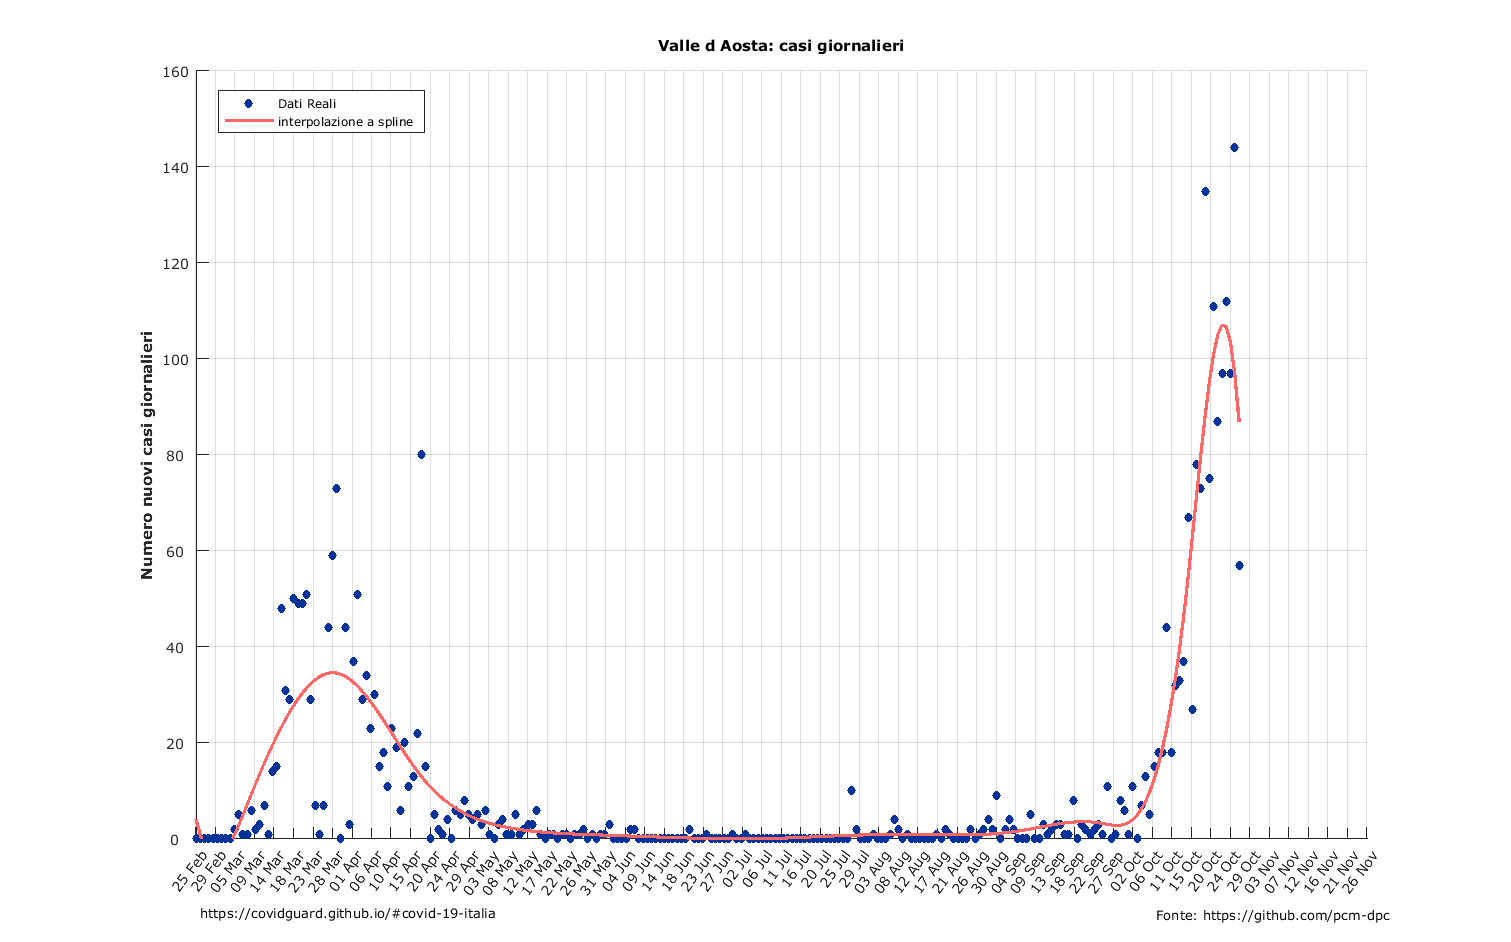 Valle d Aosta: casi giornalieri
160
Dati Reali
interpolazione a spline
140
120
100
80
60
40
20
0
Numero nuovi casi giornalieri
25 Feb
29 Feb
05 Mar
09 Mar
14 Mar
18 Mar
23 Mar
28 Mar
01 Apr
06 Apr
10 Apr
15 Apr
20 Apr
24 Apr
29 Apr
03 May
08 May
12 May
17 May
22 May
26 May
31 May
04 Jun
09 Jun
14 Jun
18 Jun
23 Jun
27 Jun
02 Jul
06 Jul
11 Jul
16 Jul
20 Jul
25 Jul
29 Jul
03 Aug
08 Aug
12 Aug
17 Aug
21 Aug
26 Aug
30 Aug
04 Sep
09 Sep
13 Sep
18 Sep
22 Sep
27 Sep
02 Oct
06 Oct
11 Oct
15 Oct
20 Oct
24 Oct
29 Oct
03 Nov
07 Nov
12 Nov
16 Nov
21 Nov
26 Nov
https://covidguard.github.io/#covid-19-italia
Fonte: https://github.com/pcm-dpc